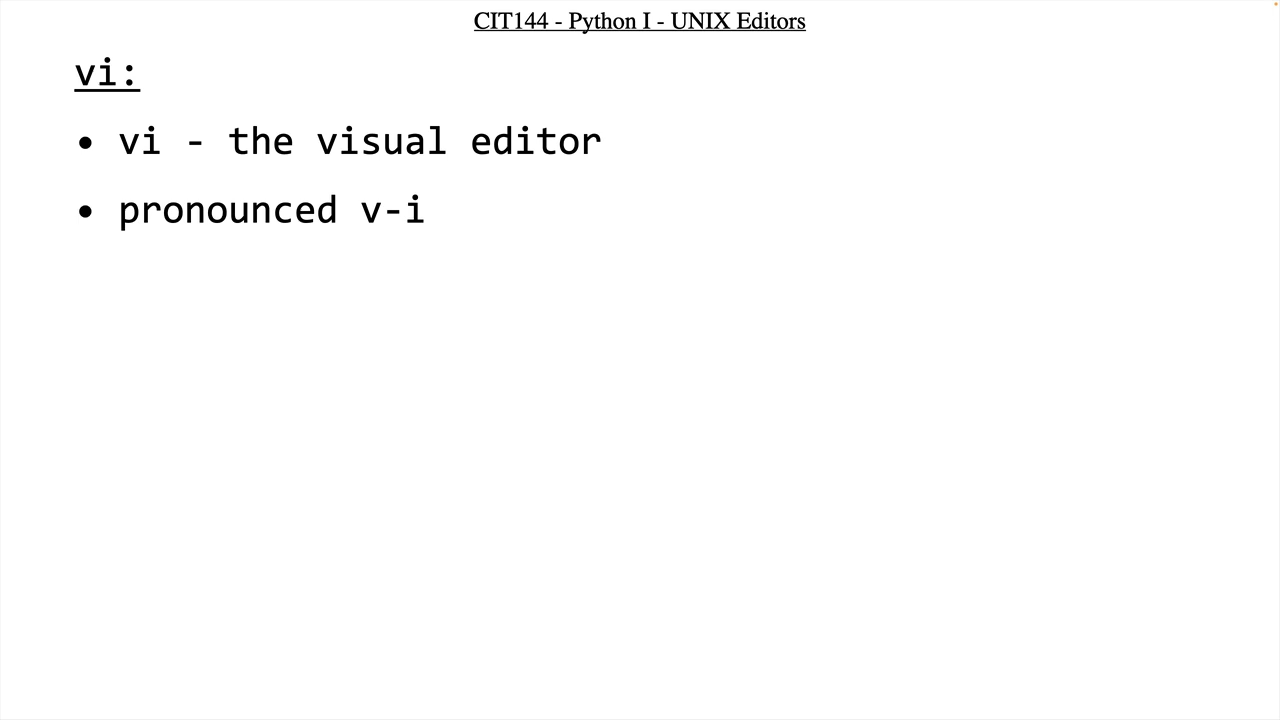 CIT144 - Python I - UNIX Editors
vi:
• vi - the visual editor
• pronounced v-i